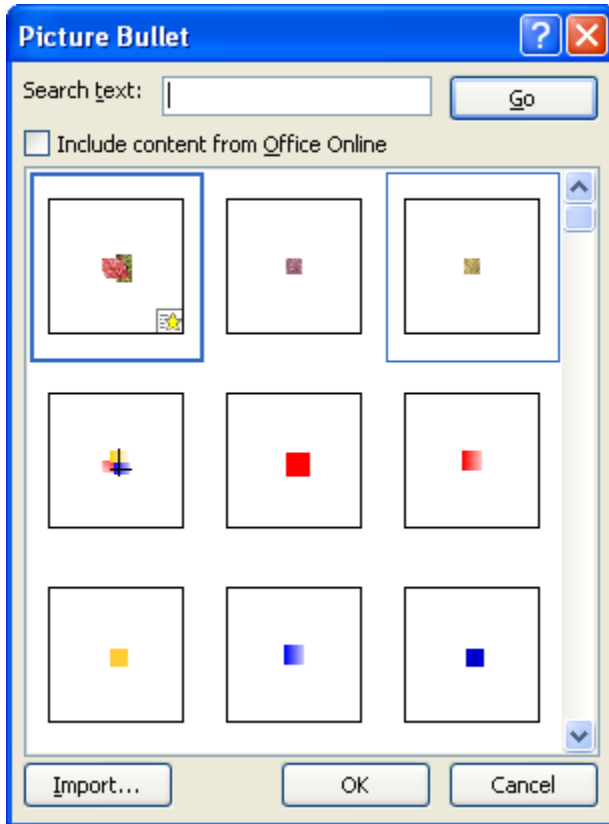 Picture Bullet
Search text: Go
Include content from Office Online
Import... OK Cancel